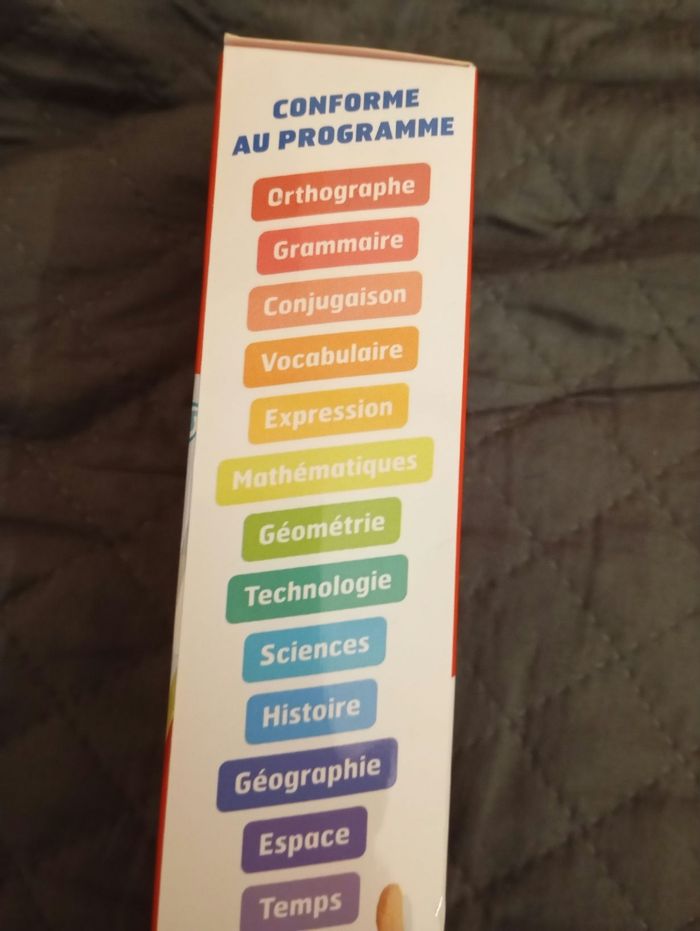 CONFORME
AU PROGRAMME
Orthographe
Grammaire
Conjugaison
Vocabulaire
Expression
Mathématiques
Géométrie
Technologie
Sciences
Histoire
Géographie
Espace
Temps